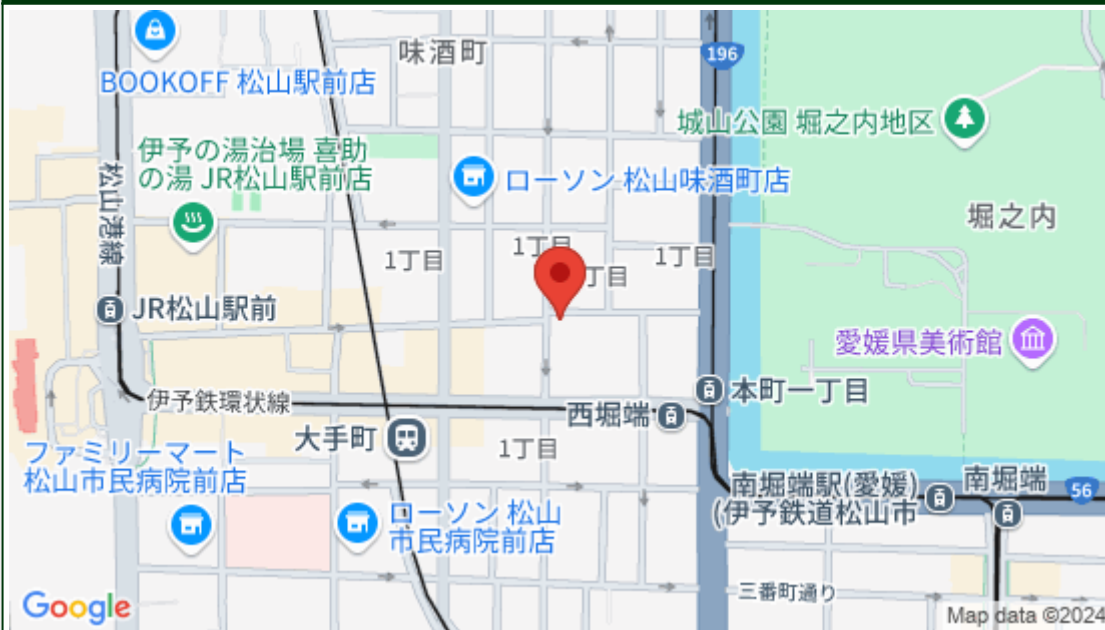 味酒町
196
BOOKOFF 松山駅前店
城山公園 堀之内地区
伊予の湯治場 喜助
の湯 JR松山駅前店
松山港線
ローソン 松山味酒町店
堀之内
1丁目
1丁目
丁目
1丁目
JR松山駅前
愛媛県美術館
本町一丁目
伊予鉄環状線
西堀端
大手町
1丁目
ファミリーマート
松山市民病院前店
南堀端駅(愛媛)
(伊予鉄道松山市
南堀端
56
ローソン 松山
市民病院前店
三番町通り
Google
Map data ©2024